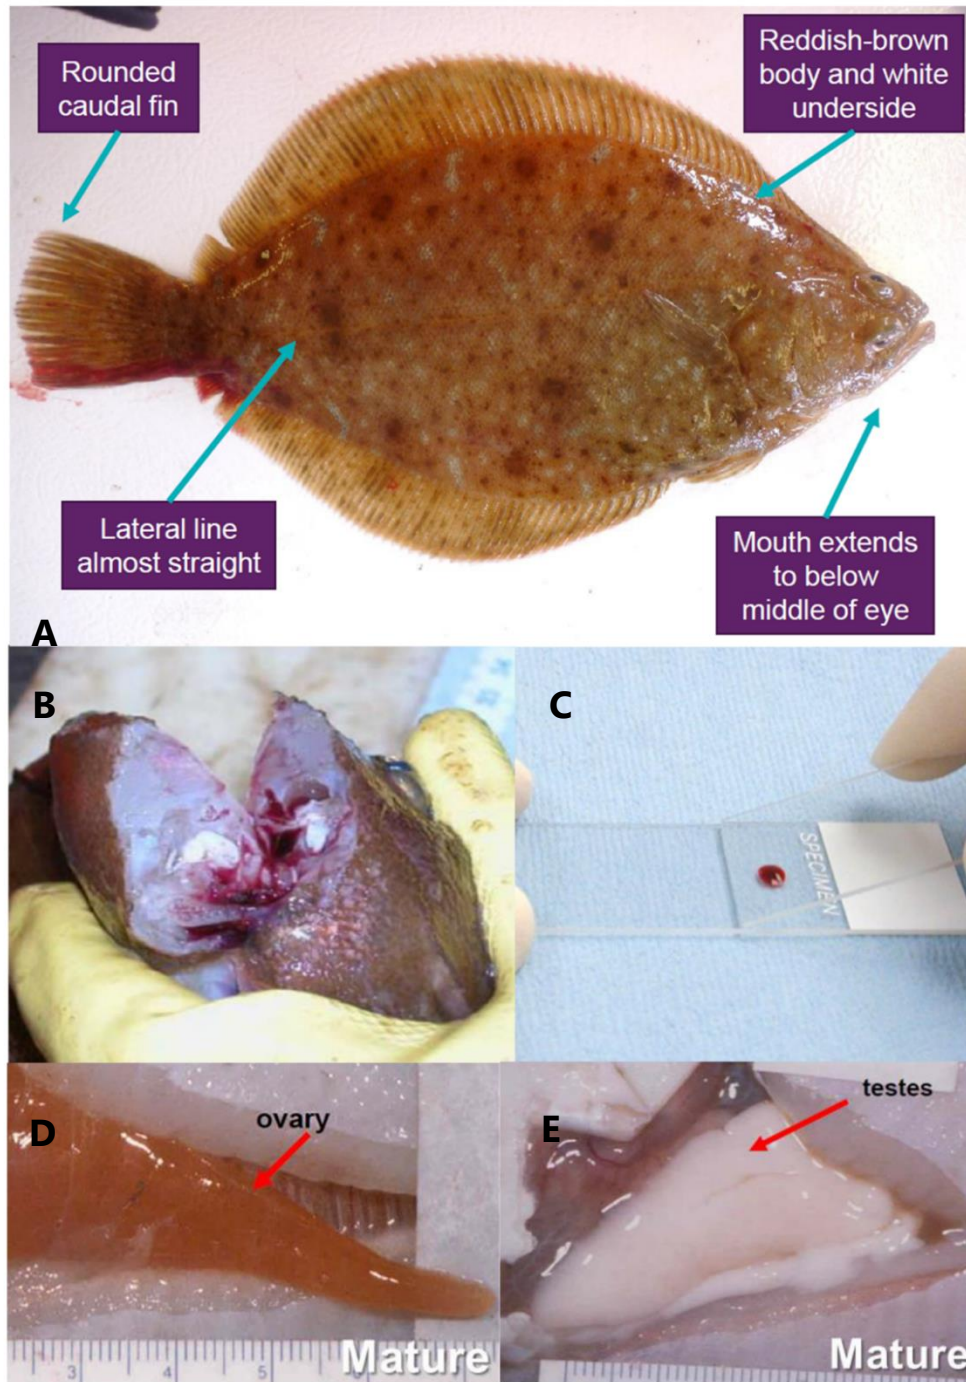 Rounded
caudal fin
Reddish-brown
body and white
underside
Lateral line
almost straight
Mouth extends
to below
middle of eye
A
B
C
SPECIMEN
D
ovary
3
4
5
Mature
E
testes
Mature